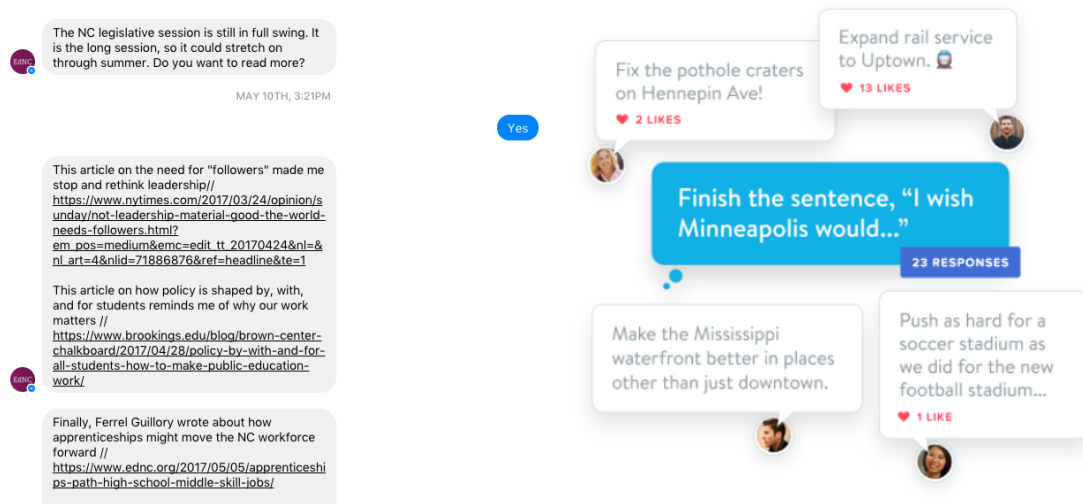 The NC legislative session is still in full swing. It
is the long session, so it could stretch on
through summer. Do you want to read more?
EdNC
MAY 10TH, 3:21PM
Yes
This article on the need for "followers" made me
stop and rethink leadership//
https://www.nytimes.com/2017/03/24/opinion/s
unday/not-leadership-material-good-the-world-
needs-followers.html?
em_pos=medium&emc=edit_tt_20170424&nl=&
nl_art=4&nlid=71886876&ref=headline&te=1
This article on how policy is shaped by, with,
and for students reminds me of why our work
matters //
https://www.brookings.edu/blog/brown-center-
chalkboard/2017/04/28/policy-by-with-and-for-
all-students-how-to-make-public-education-
work/
EdNC
Finally, Ferrel Guillory wrote about how
apprenticeships might move the NC workforce
forward //
https://www.ednc.org/2017/05/05/apprenticeshi
ps-path-high-school-middle-skill-jobs/
Fix the pothole craters
on Hennepin Ave!
2 LIKES
Expand rail service
to Uptown.
13 LIKES
Finish the sentence, “I wish
Minneapolis would...”
23 RESPONSES
Make the Mississippi
waterfront better in places
other than just downtown.
Push as hard for a
soccer stadium as
we did for the new
football stadium...
1 LIKE